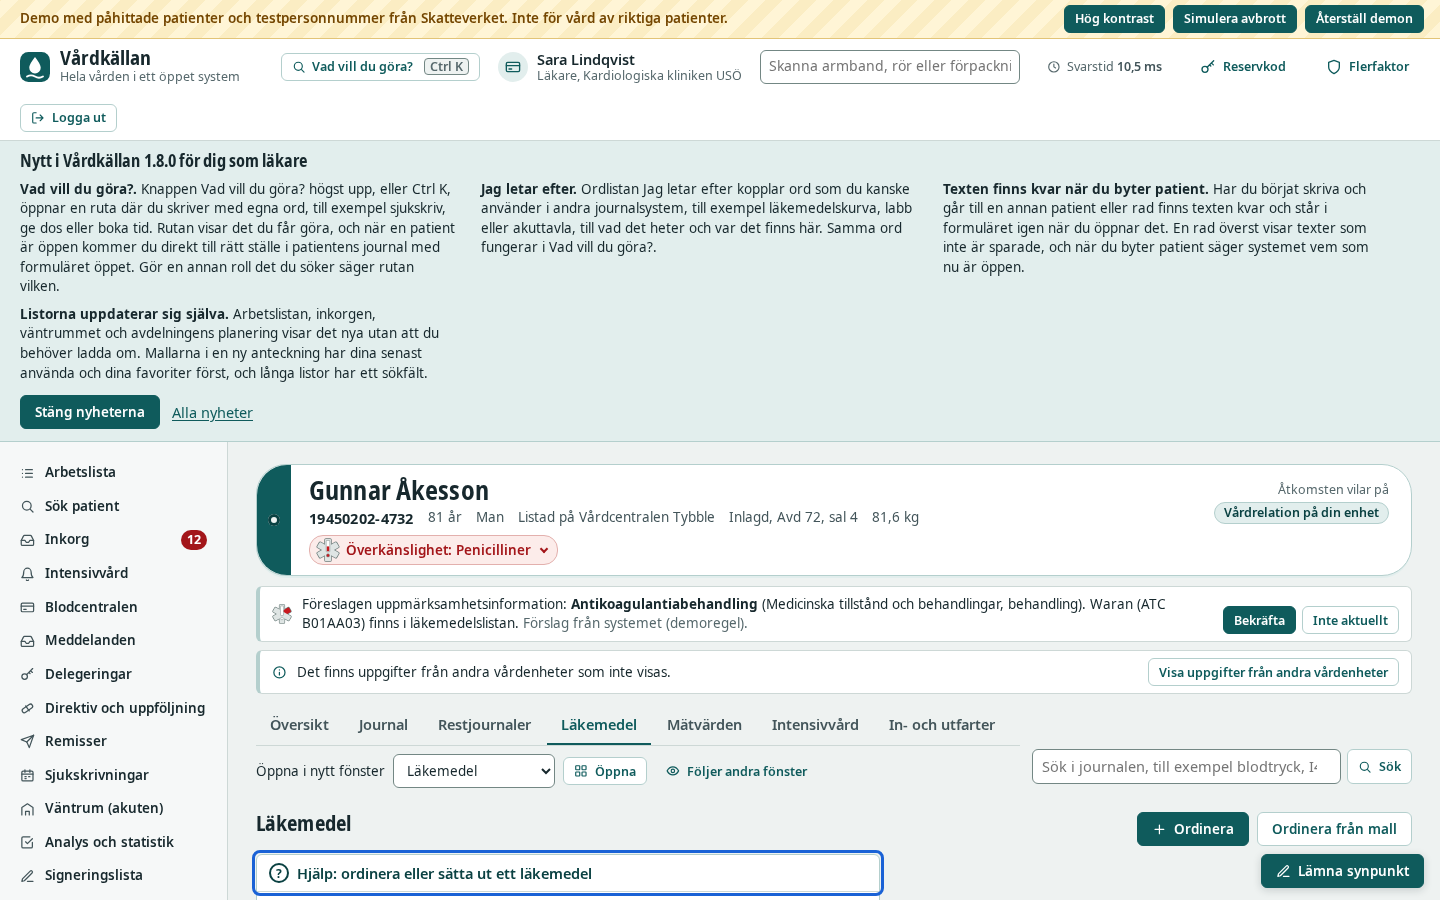 Demo med påhittade patienter och testpersonnummer från Skatteverket. Inte för vård av riktiga patienter.
Hög kontrast
Simulera avbrott
Återställ demon
Vårdkällan
Hela vården i ett öppet system
Vad vill du göra? Ctrl K
Sara Lindqvist
Läkare, Kardiologiska kliniken USÖ
Skanna armband, rör eller förpackni
Svarstid 10,5 ms
Reservkod
Flerfaktor
Logga ut
Nytt i Vårdkällan 1.8.0 för dig som läkare
Vad vill du göra?. Knappen Vad vill du göra? högst upp, eller Ctrl K,
öppnar en ruta där du skriver med egna ord, till exempel sjukskriv,
ge dos eller boka tid. Rutan visar det du får göra, och när en patient
är öppen kommer du direkt till rätt ställe i patientens journal med
formuläret öppet. Gör en annan roll det du söker säger rutan
vilken.
Jag letar efter. Ordlistan Jag letar efter kopplar ord som du kanske
använder i andra journalsystem, till exempel läkemedelskurva, labb
eller akuttavla, till vad det heter och var det finns här. Samma ord
fungerar i Vad vill du göra?.
Texten finns kvar när du byter patient. Har du börjat skriva och
går till en annan patient eller rad finns texten kvar och står i
formuläret igen när du öppnar det. En rad överst visar texter som
inte är sparade, och när du byter patient säger systemet vem som
nu är öppen.
Listorna uppdaterar sig själva. Arbetslistan, inkorgen,
väntrummet och avdelningens planering visar det nya utan att du
behöver ladda om. Mallarna i en ny anteckning har dina senast
använda och dina favoriter först, och långa listor har ett sökfält.
Stäng nyheterna
Alla nyheter
Arbetslista
Sök patient
Inkorg 12
Intensivvård
Blodcentralen
Meddelanden
Delegeringar
Direktiv och uppföljning
Remisser
Sjukskrivningar
Väntrum (akuten)
Analys och statistik
Signeringslista
Gunnar Åkesson
19450202-4732 81 år Man Listad på Vårdcentralen Tybble Inlagd, Avd 72, sal 4 81,6 kg
Överkänslighet: Penicilliner
Åtkomsten vilar på
Vårdrelation på din enhet
Föreslagen uppmärksamhetsinformation: Antikoagulantiabehandling (Medicinska tillstånd och behandlingar, behandling). Waran (ATC
B01AA03) finns i läkemedelslistan. Förslag från systemet (demoregel).
Bekräfta
Inte aktuellt
Det finns uppgifter från andra vårdenheter som inte visas.
Visa uppgifter från andra vårdenheter
Översikt
Journal
Restjournaler
Läkemedel
Mätvärden
Intensivvård
In- och utfarter
Öppna i nytt fönster
Läkemedel
Öppna
Följer andra fönster
Sök i journalen, till exempel blodtryck, I
Sök
Läkemedel
Ordinera
Ordinera från mall
? Hjälp: ordinera eller sätta ut ett läkemedel
Lämna synpunkt